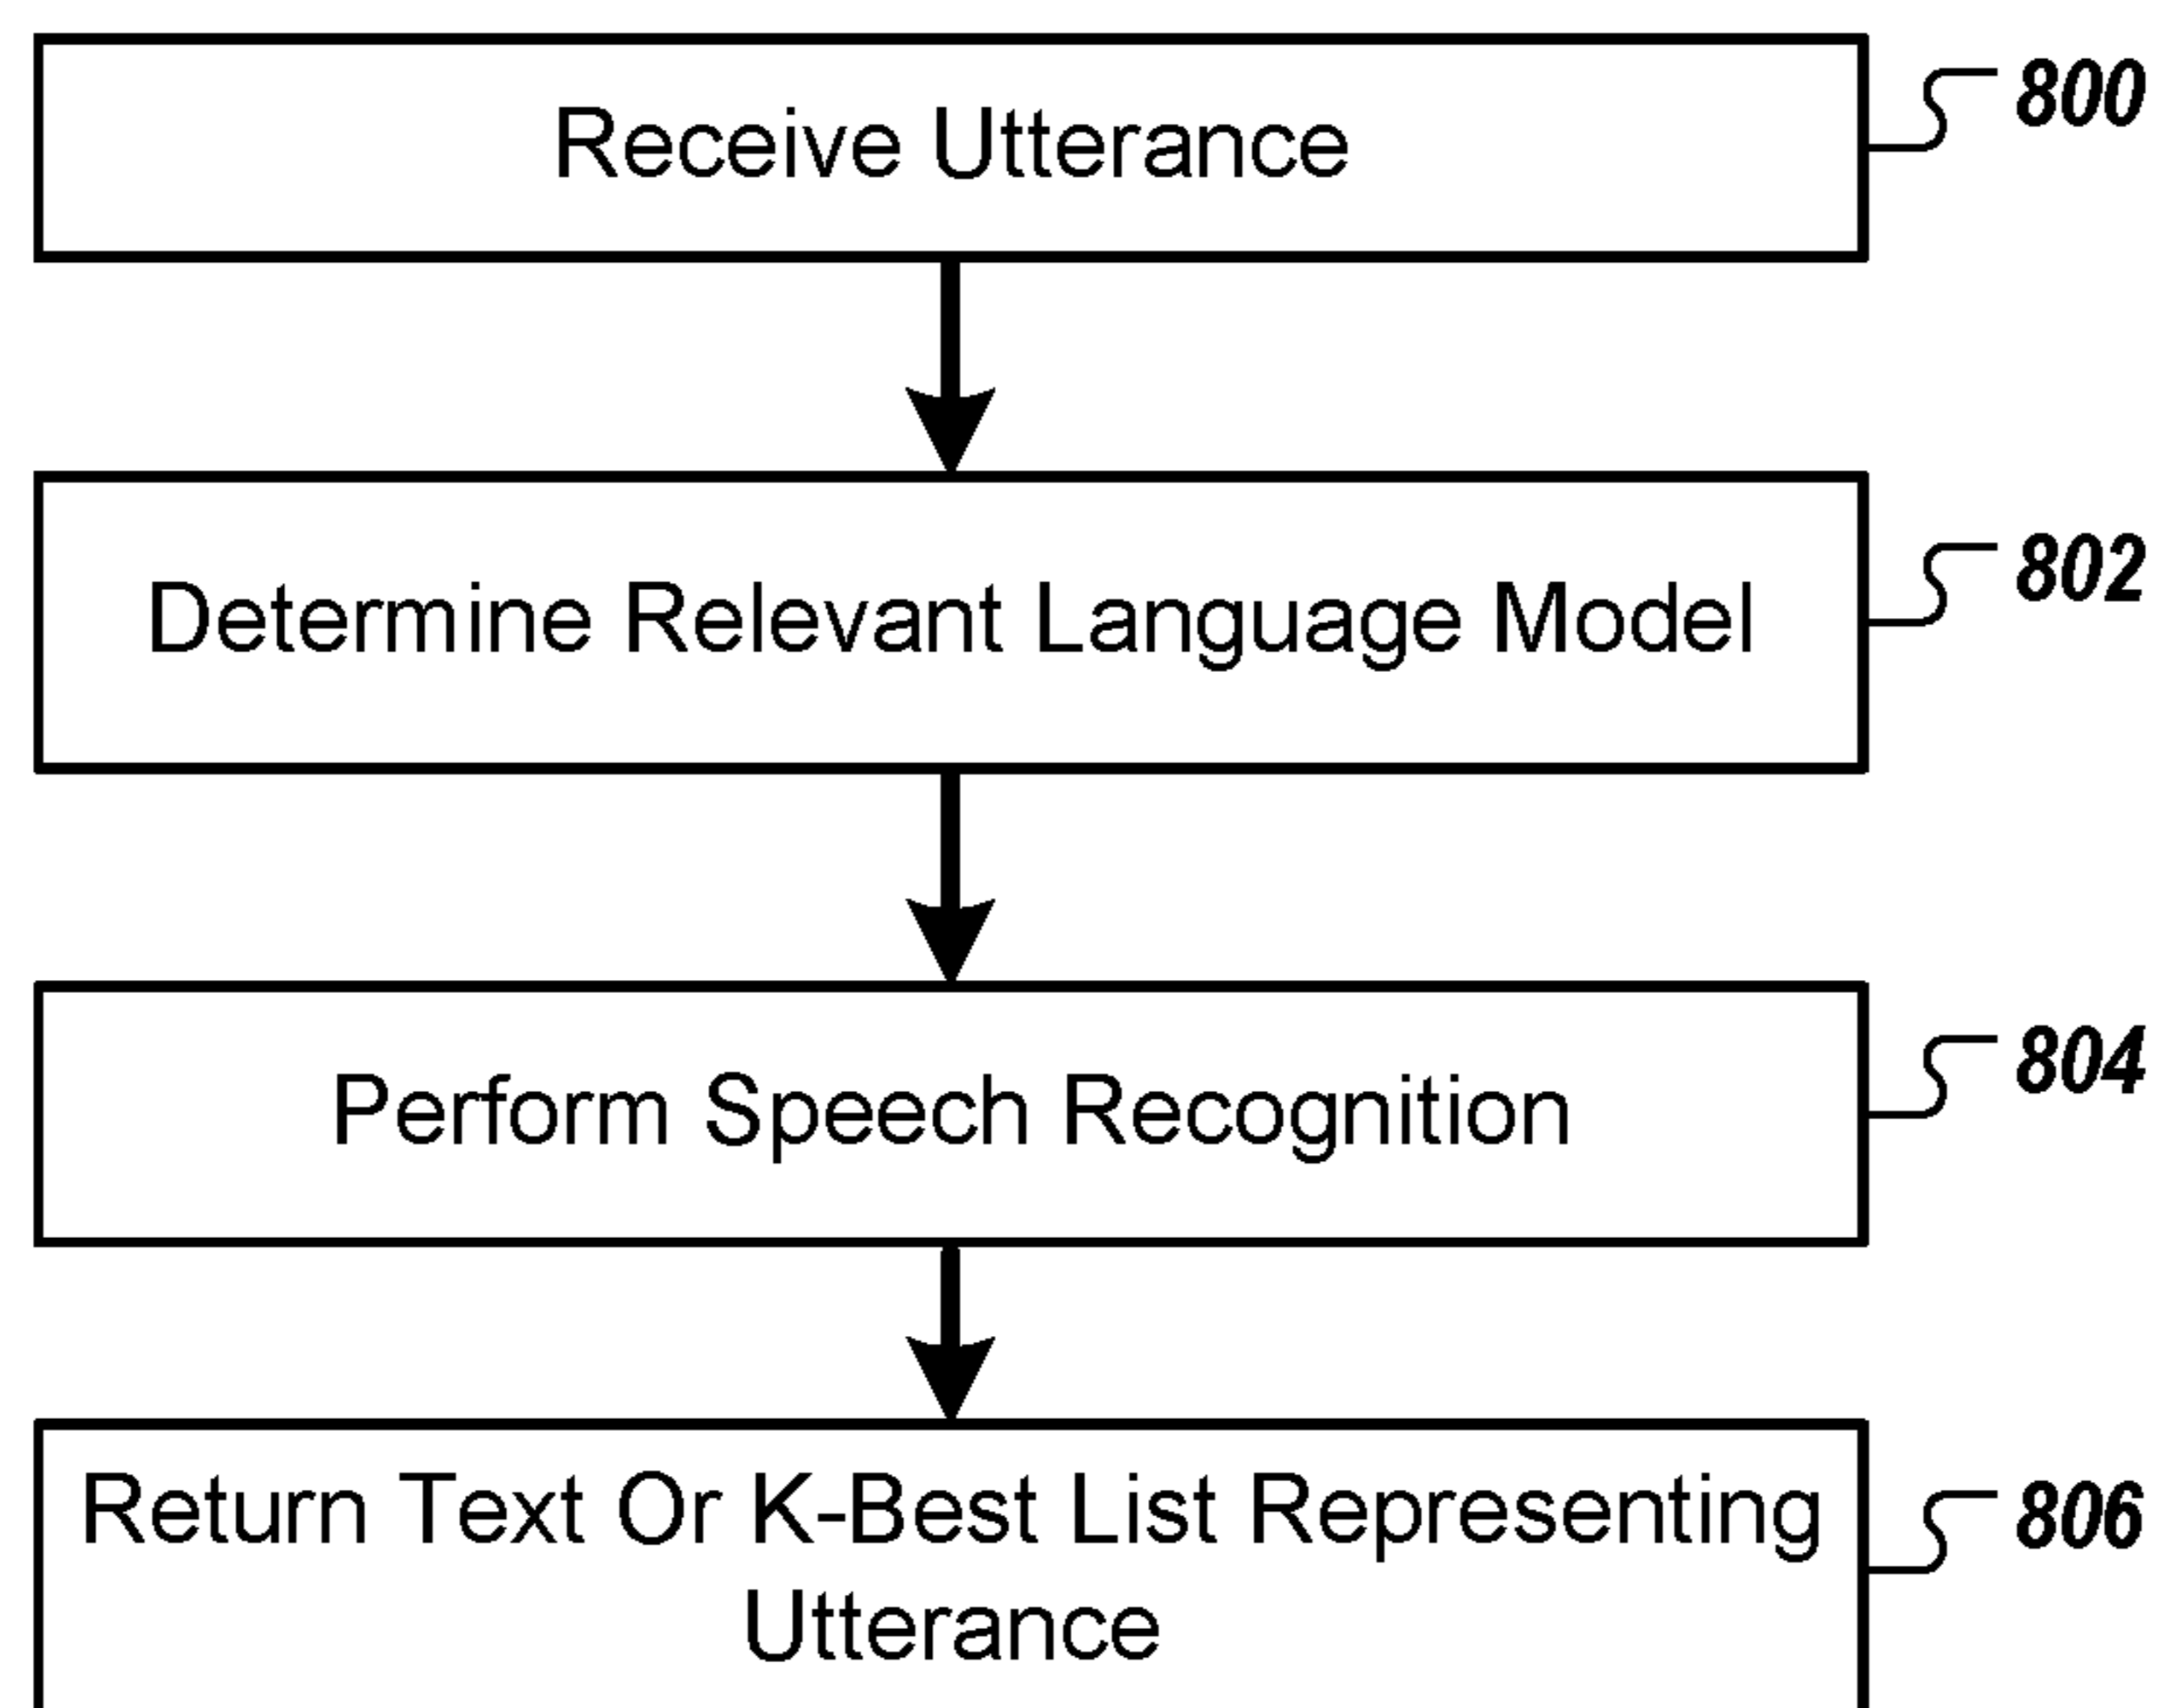 Receive Utterance
800
Determine Relevant Language Model
802
Perform Speech Recognition
804
Return Text Or K-Best List Representing
Utterance
806